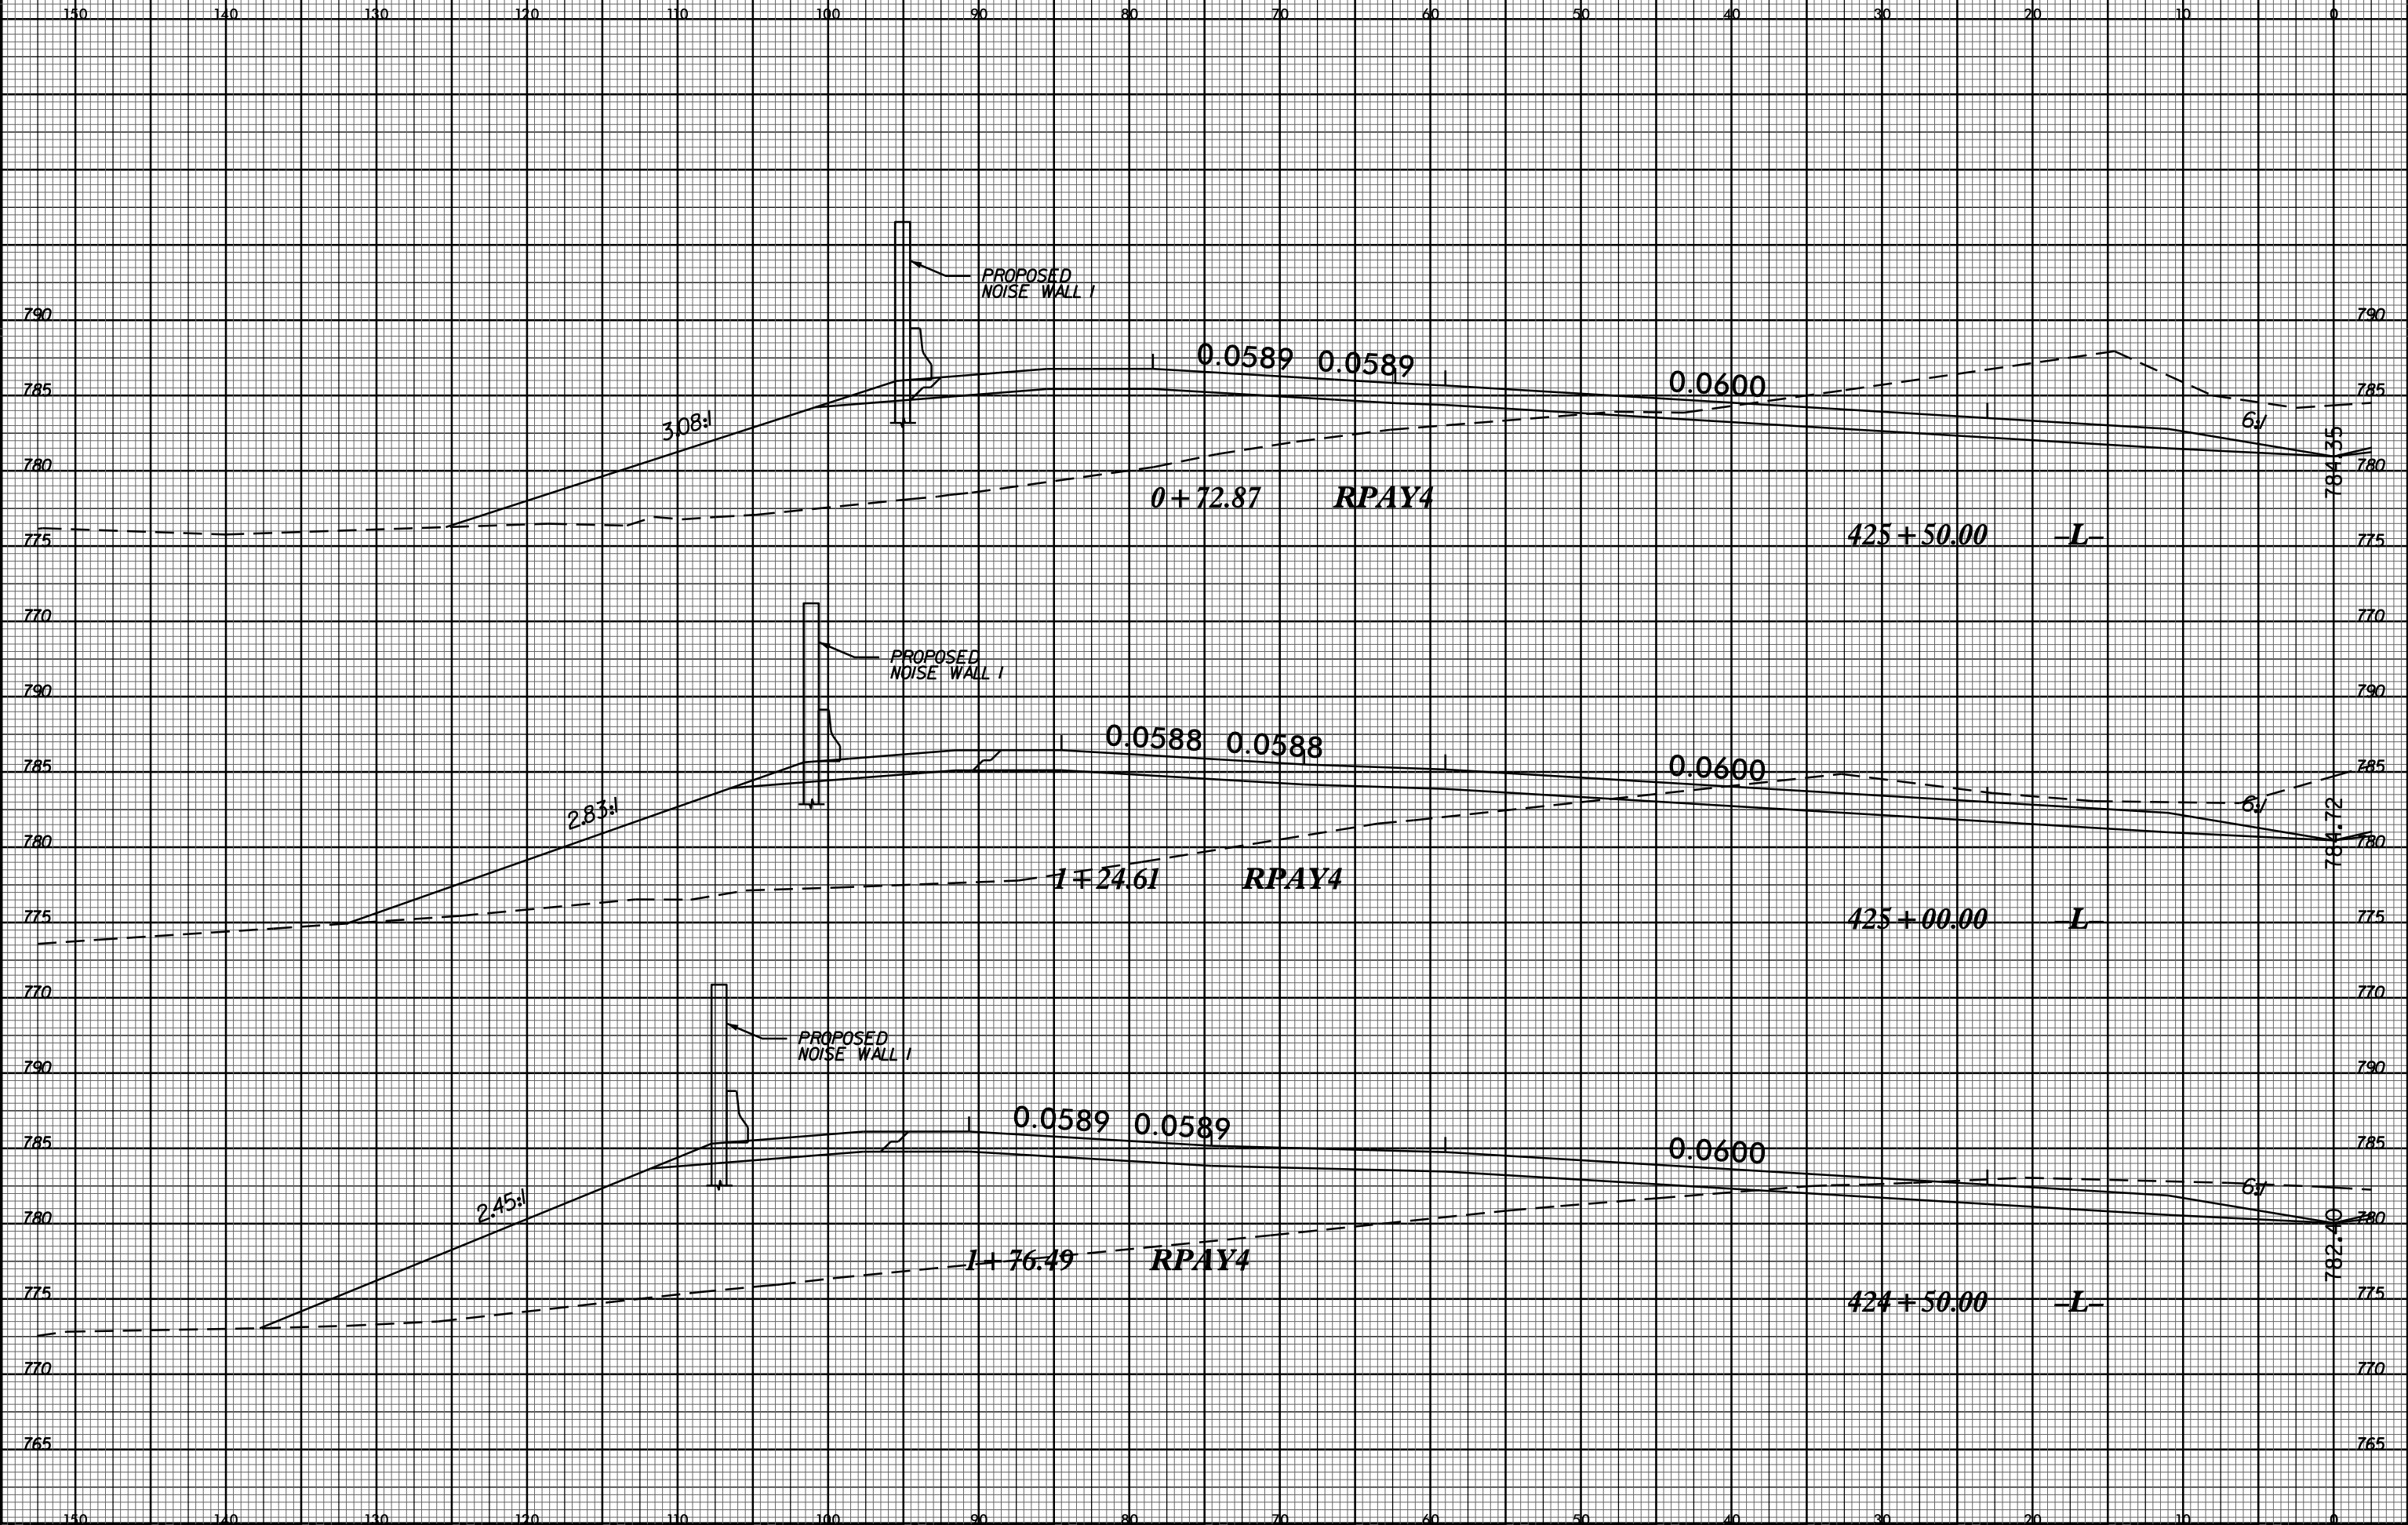 150 140 130 120 110 100 90 80 70 60 50 40 30 20 10 0
PROPOSED
NOISE WALL 1
790 790
0.0589 0.0589
0.0600
785 785
3.08:1 6:1
784.35
780 780
0+72.87 RPAY4
425+50.00 -L-
775 775
770 770
PROPOSED
NOISE WALL 1
790 790
0.0588 0.0588
0.0600
785 785
2.83:1 6:1
784.72
780 780
1+24.61 RPAY4
425+00.00 -L-
775 775
770 770
PROPOSED
NOISE WALL 1
790 790
0.0589 0.0589
0.0600
785 785
2.45:1 6:1
782.40
780 780
1+76.49 RPAY4
424+50.00 -L-
775 775
770 770
765 765
150 140 130 120 110 100 90 80 70 60 50 40 30 20 10 0